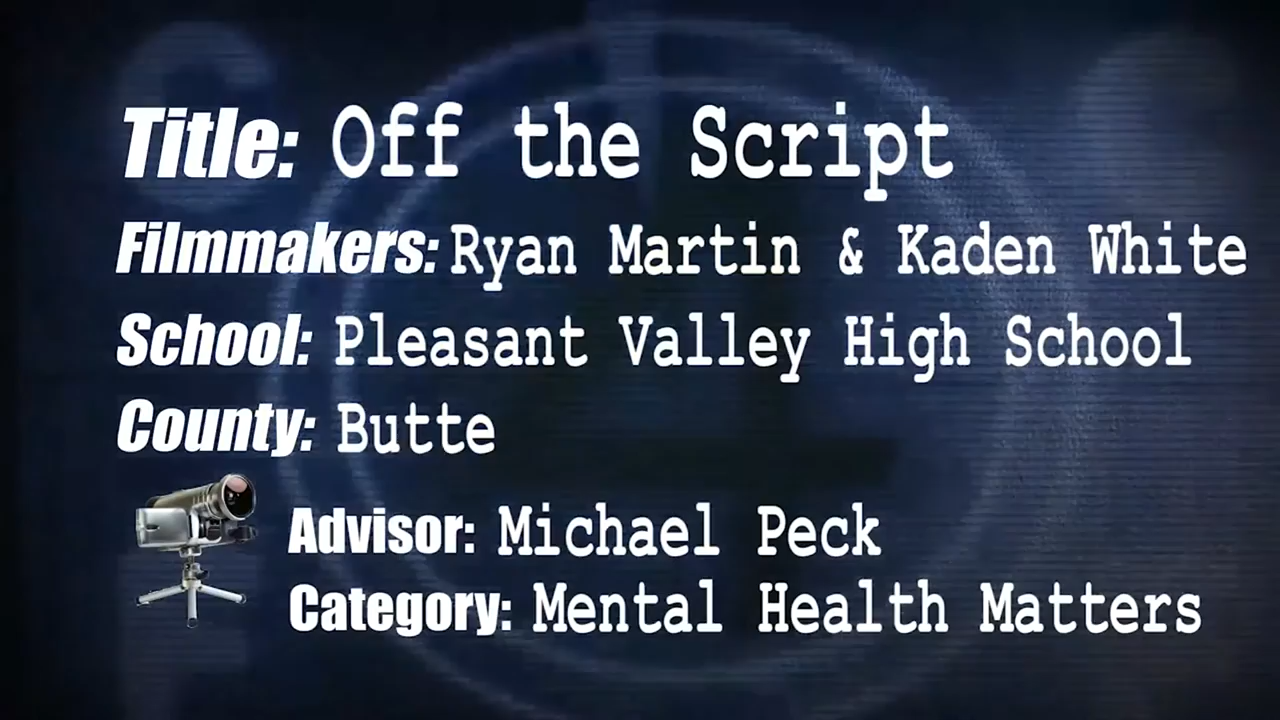 Title: Off the Script
Filmmakers: Ryan Martin & Kaden White
School: Pleasant Valley High School
County: Butte
Advisor: Michael Peck
Category: Mental Health Matters